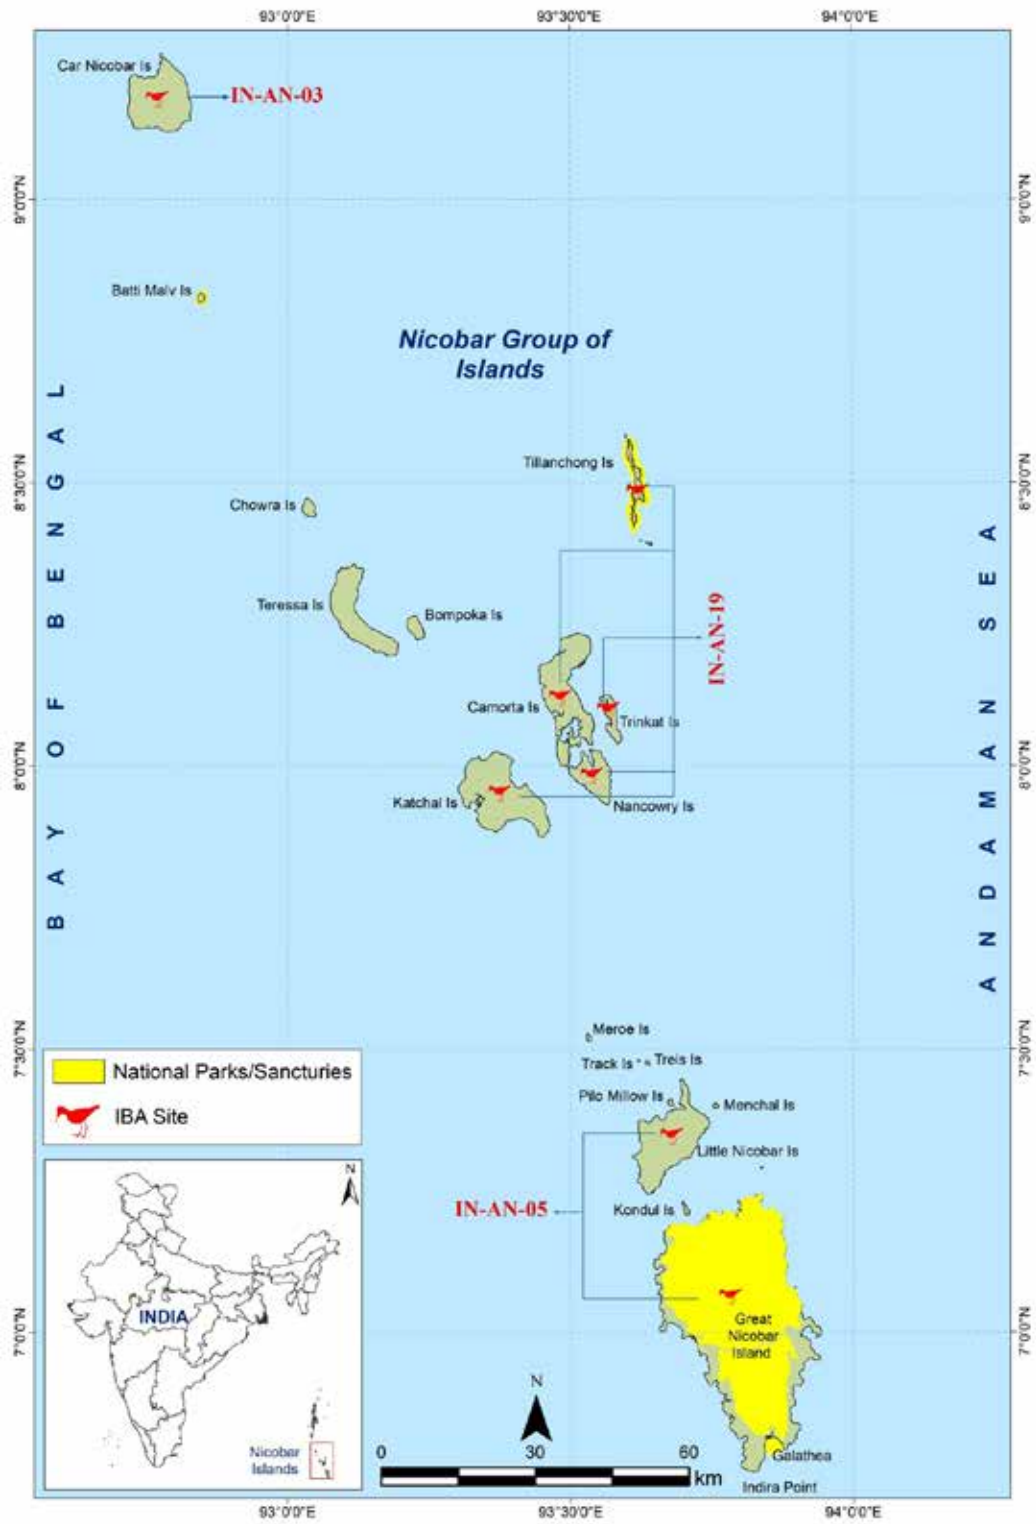 93°0'0"E 93°30'0"E 94°0'0"E
Car Nicobar Is
IN-AN-03
9°0'0"N
9°0'0"N
Batti Malv Is
Nicobar Group of
Islands
Tillanchong Is
8°30'0"N
8°30'0"N
Chowra Is
Teressa Is
Bompoka Is
IN-AN-19
Camorta Is
Trinkat Is
BAY OF BENGAL
ANDAMAN SEA
8°0'0"N
8°0'0"N
Katchal Is
Nancowry Is
Meroe Is
7°30'0"N
7°30'0"N
Track Is
Treis Is
Pilo Millow Is
Menchal Is
Little Nicobar Is
National Parks/Sancturies
IBA Site
IN-AN-05
Kondul Is
N
INDIA
Nicobar
Islands
7°0'0"N
7°0'0"N
Great
Nicobar
Island
N
0 30 60
km
Galathea
Indira Point
93°0'0"E 93°30'0"E 94°0'0"E